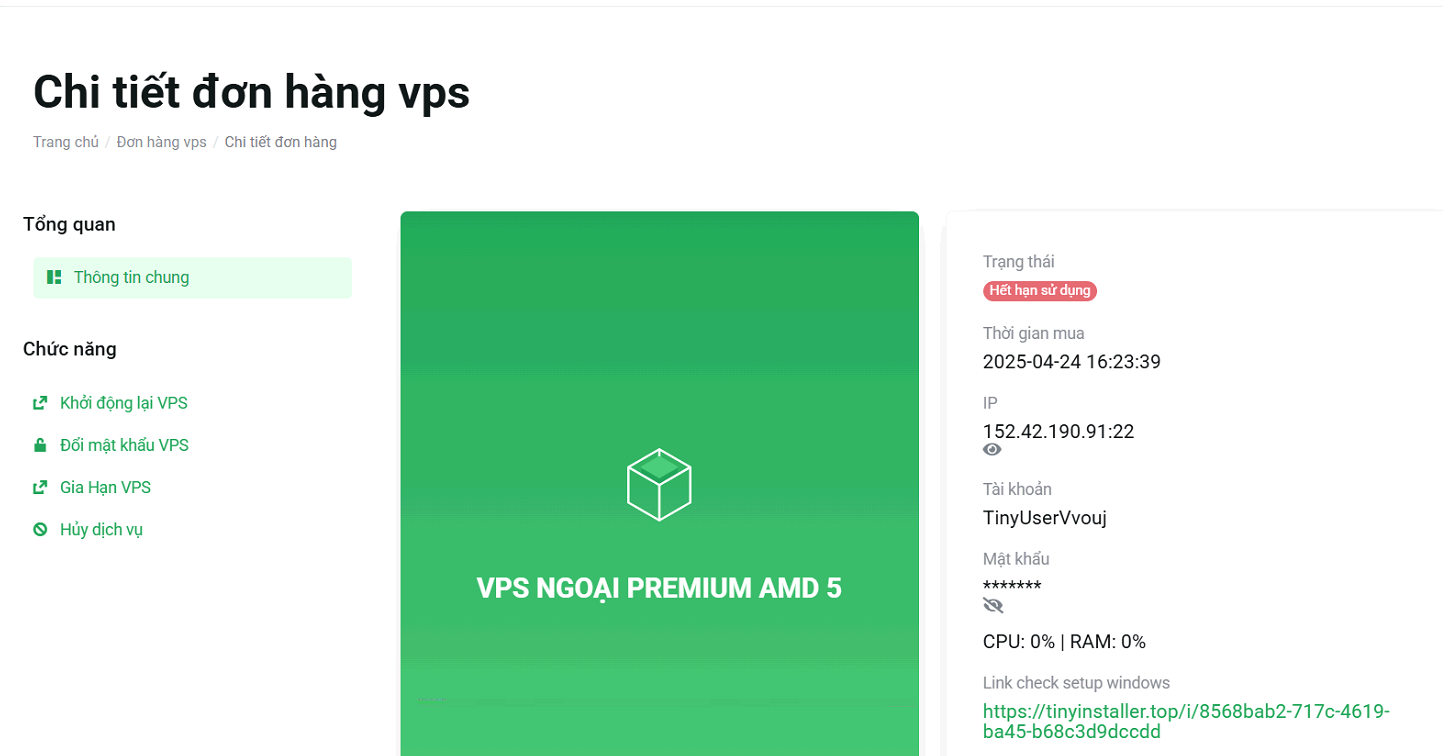 Chi tiết đơn hàng vps
Trang chủ / Đơn hàng vps / Chi tiết đơn hàng
Tổng quan
Thông tin chung
Chức năng
Khởi động lại VPS
Đổi mật khẩu VPS
Gia Hạn VPS
Hủy dịch vụ
VPS NGOẠI PREMIUM AMD 5
Trạng thái
Hết hạn sử dụng
Thời gian mua
2025-04-24 16:23:39
IP
152.42.190.91:22
Tài khoản
TinyUserVvouj
Mật khẩu
*******
CPU: 0% | RAM: 0%
Link check setup windows
https://tinyinstaller.top/i/8568bab2-717c-4619-
ba45-b68c3d9dccdd